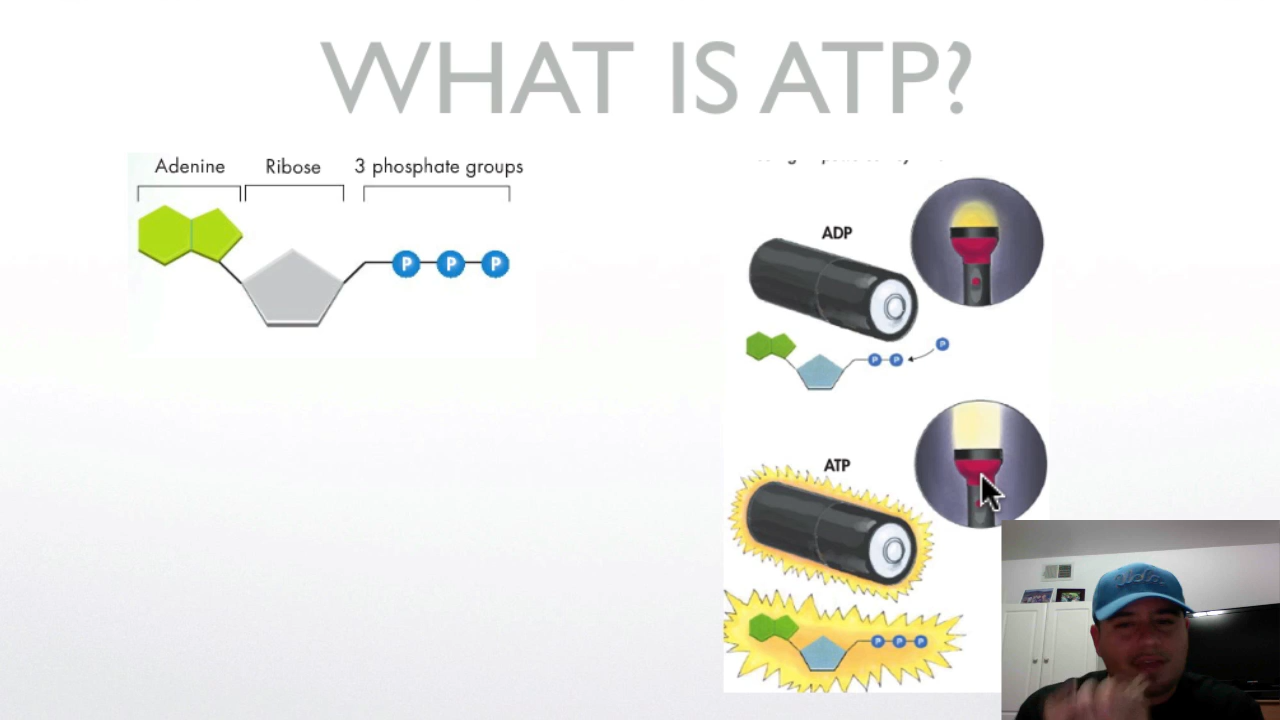 WHAT IS ATP?
Adenine Ribose 3 phosphate groups
P P P
ADP
P P P
ATP
P P P